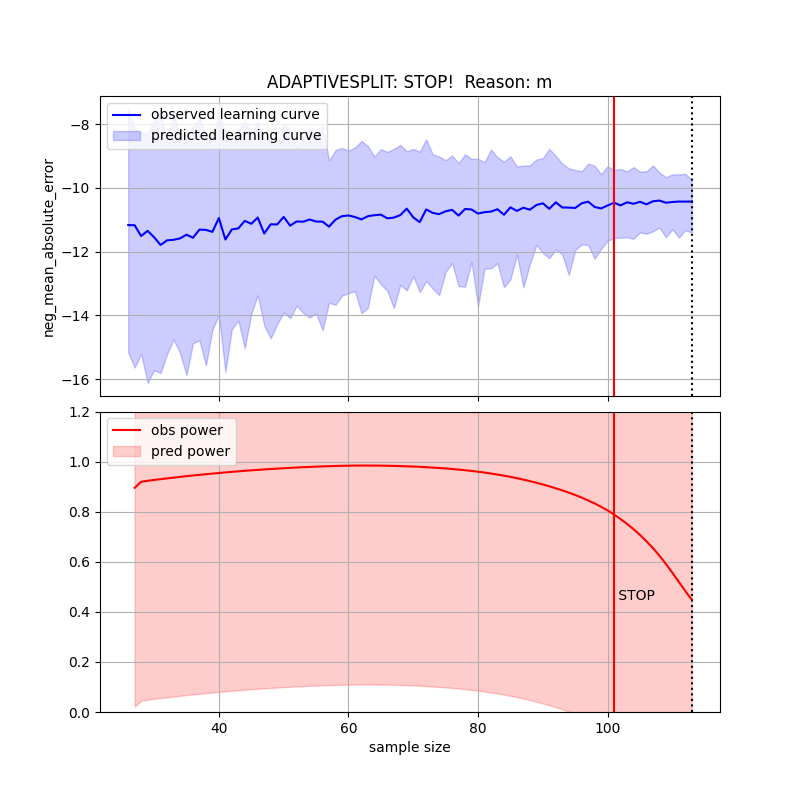 ADAPTIVESPLIT: STOP!  Reason: m
observed learning curve
predicted learning curve
neg_mean_absolute_error
−8
−10
−12
−14
−16
obs power
pred power
1.2
1.0
0.8
0.6
0.4
0.2
0.0
STOP
40
60
80
100
sample size